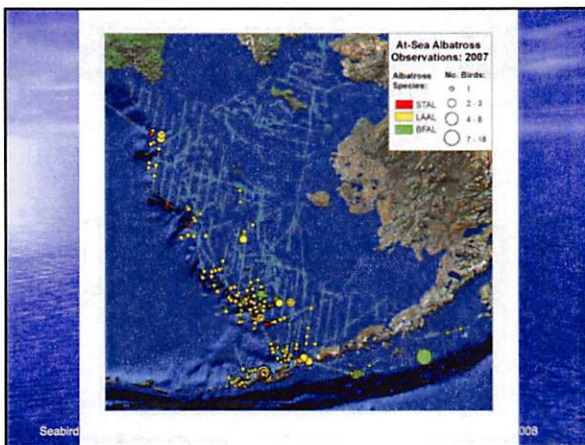 At-Sea Albatross
Observations: 2007
Albatross No. Birds:
Species:
1
STAL 2 - 3
LAAL 4 - 6
BFAL 7 - 18
Seabird
008